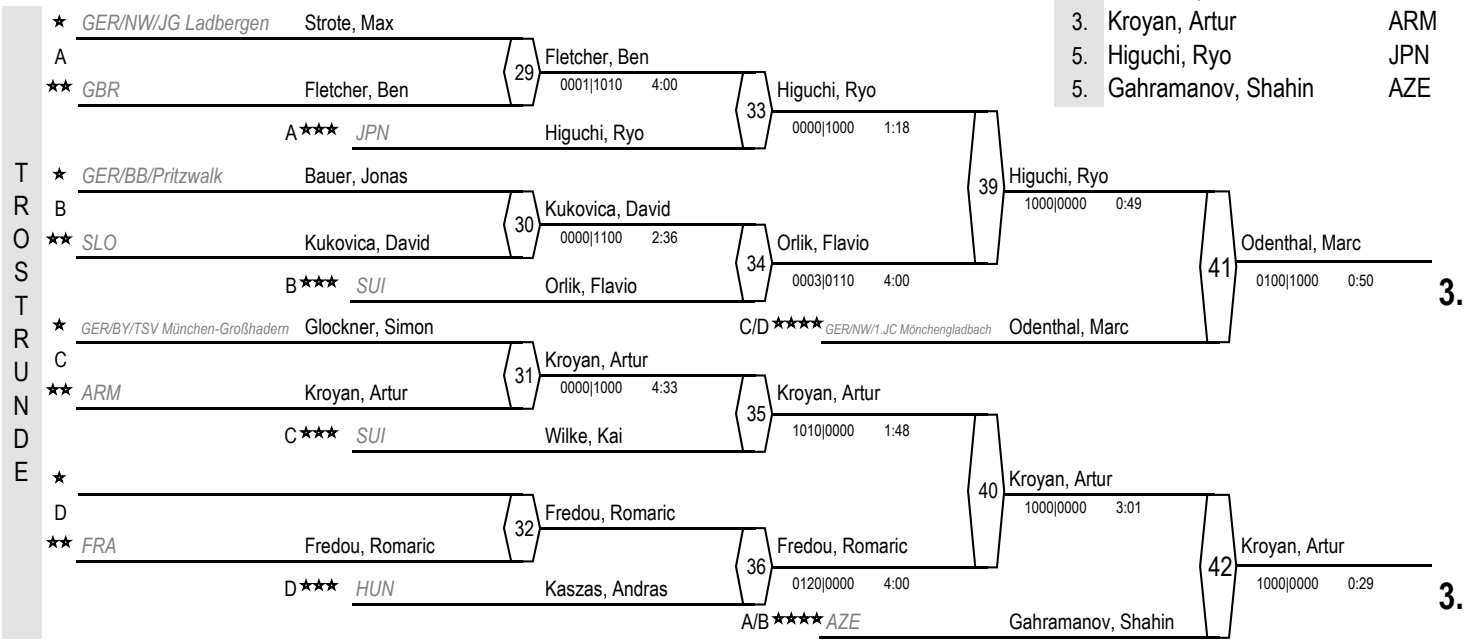 ★ GER/NW/JG Ladbergen Strote, Max
A
★★ GBR Fletcher, Ben
29 Fletcher, Ben
0001|1010 4:00
A★★★ JPN Higuchi, Ryo
33 Higuchi, Ryo
0000|1000 1:18
★ GER/BB/Pritzwalk Bauer, Jonas
B
★★ SLO Kukovica, David
30 Kukovica, David
0000|1100 2:36
B★★★ SUI Orlik, Flavio
34 Orlik, Flavio
0003|0110 4:00
39 Higuchi, Ryo
1000|0000 0:49
C/D★★★★ GER/NW/1.JC Mönchengladbach Odenthal, Marc
41 Odenthal, Marc
0100|1000 0:50
3.
★ GER/BY/TSV München-Großhadern Glockner, Simon
C
★★ ARM Kroyan, Artur
31 Kroyan, Artur
0000|1000 4:33
C★★★ SUI Wilke, Kai
35 Kroyan, Artur
1010|0000 1:48
★
D
★★ FRA Fredou, Romaric
32 Fredou, Romaric
D★★★ HUN Kaszas, Andras
36 Fredou, Romaric
0120|0000 4:00
40 Kroyan, Artur
1000|0000 3:01
A/B★★★★ AZE Gahramanov, Shahin
42 Kroyan, Artur
1000|0000 0:29
3.
TROSTRUNDE
3. Kroyan, Artur ARM
5. Higuchi, Ryo JPN
5. Gahramanov, Shahin AZE